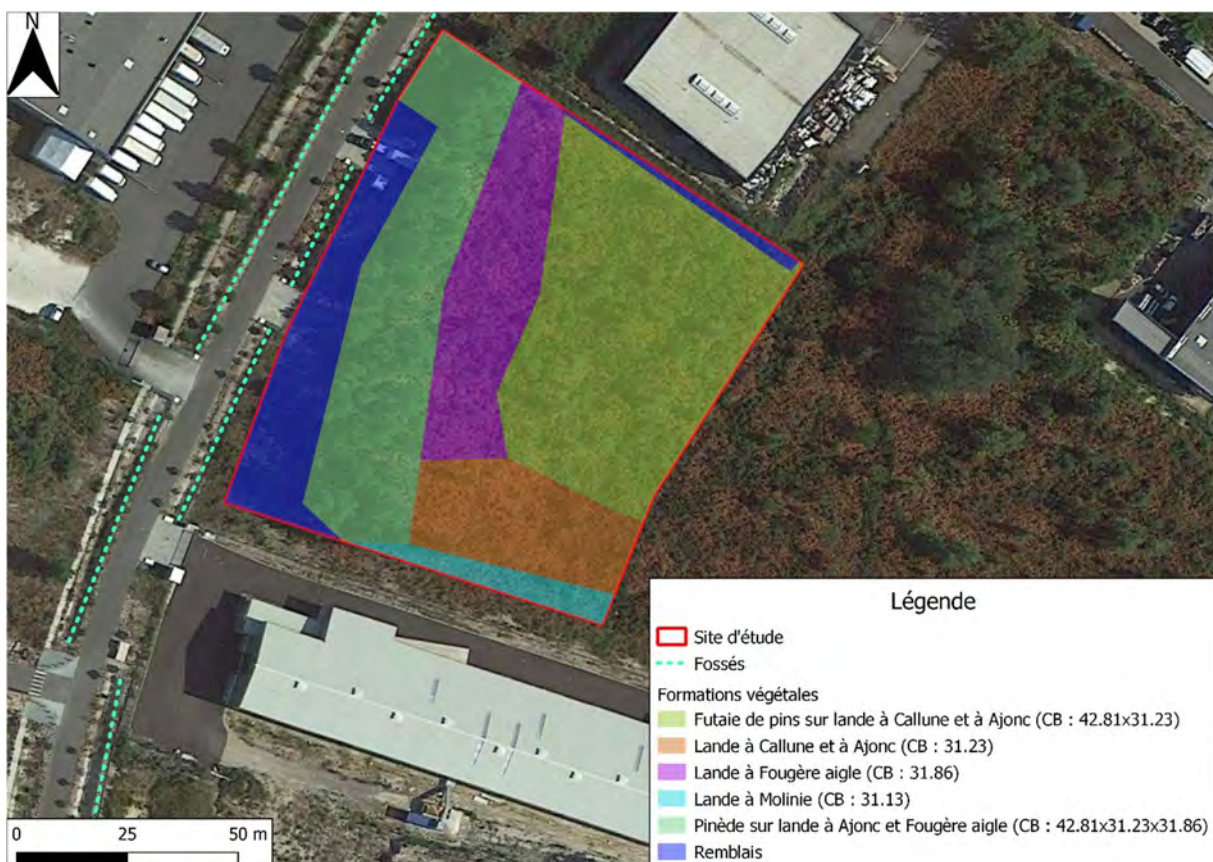 N
Légende
Site d'étude
Fossés
Formations végétales
Futaie de pins sur lande à Callune et à Ajonc (CB : 42.81x31.23)
Lande à Callune et à Ajonc (CB : 31.23)
Lande à Fougère aigle (CB : 31.86)
Lande à Molinie (CB : 31.13)
Pinède sur lande à Ajonc et Fougère aigle (CB : 42.81x31.23x31.86)
Remblais
0 25 50 m